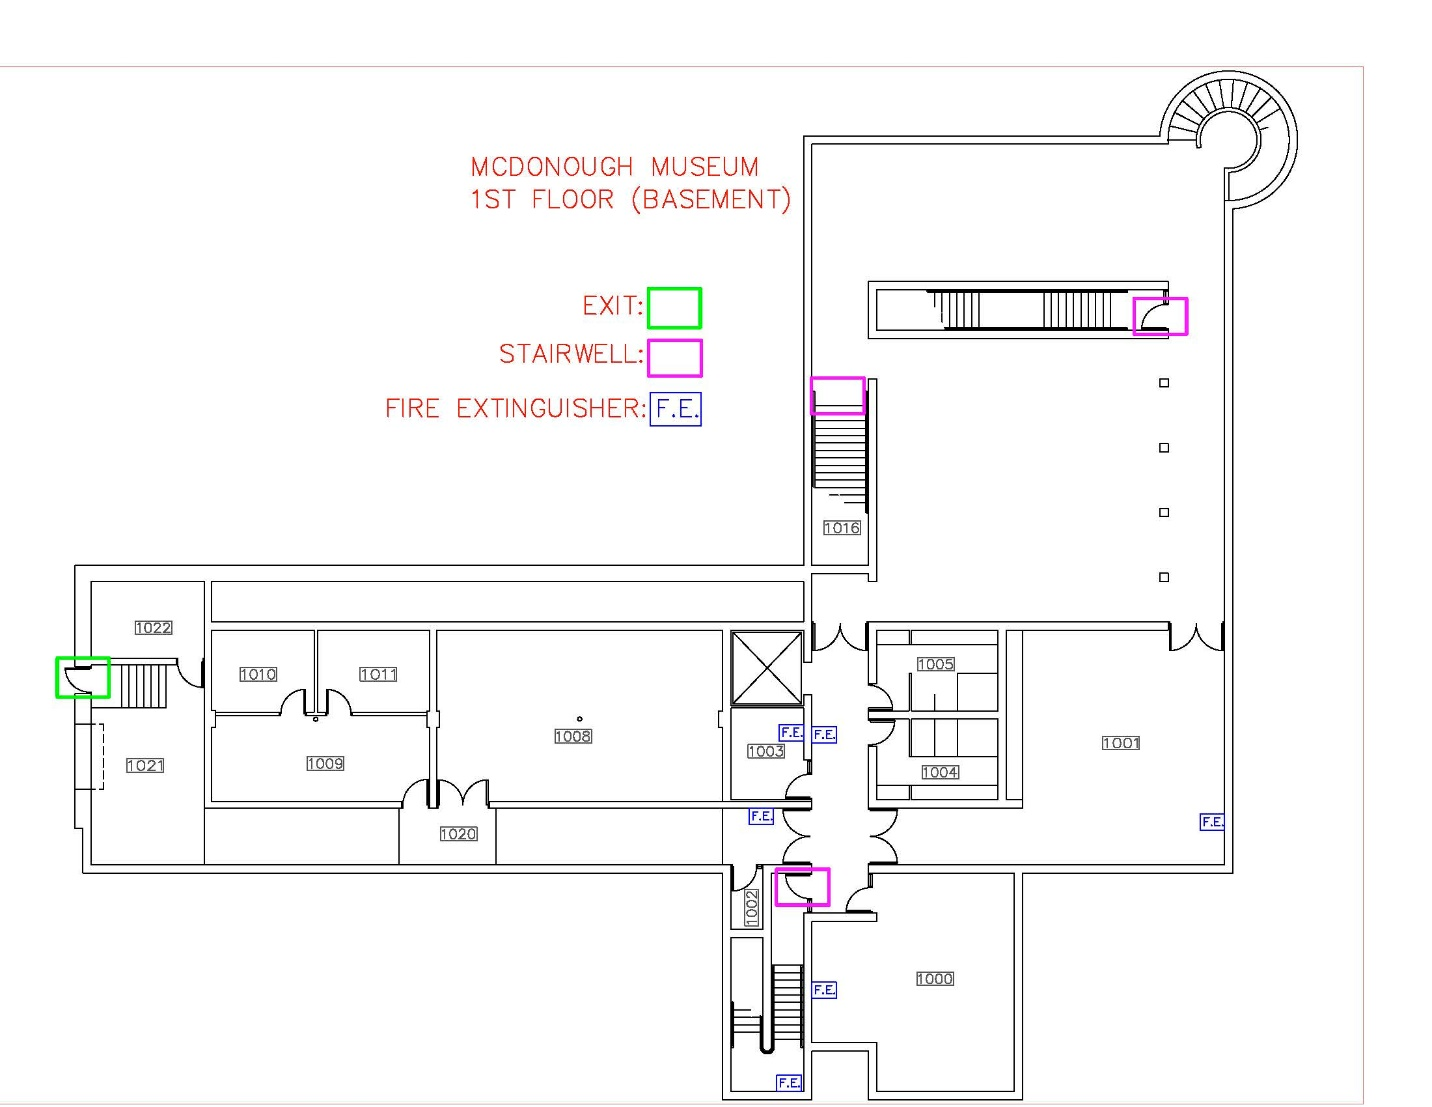 MCDONOUGH MUSEUM
1ST FLOOR (BASEMENT)
EXIT:
STAIRWELL:
FIRE EXTINGUISHER: F.E.
1016
1022
1010
1011
1005
1008
1003
F.E.
F.E.
1001
1021
1009
1004
F.E.
F.E.
1020
1002
1000
F.E.
F.E.